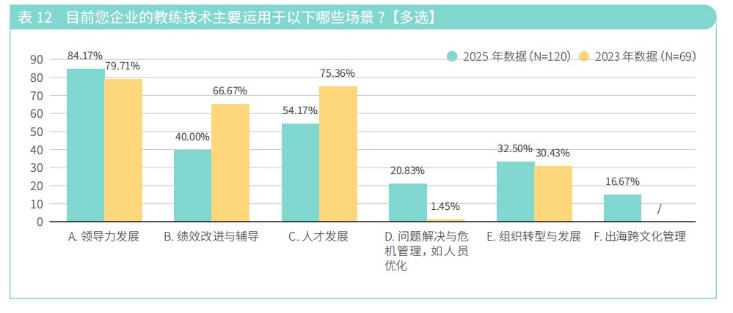 表 12 目前您企业的教练技术主要运用于以下哪些场景？【多选】
2025 年数据（N=120） 2023 年数据（N=69）
90
80
70
60
50
40
30
20
10
0
84.17%
79.71%
40.00%
66.67%
54.17%
75.36%
20.83%
1.45%
32.50%
30.43%
16.67%
/
A. 领导力发展
B. 绩效改进与辅导
C. 人才发展
D. 问题解决与危
机管理，如人员
优化
E. 组织转型与发展
F. 出海跨文化管理